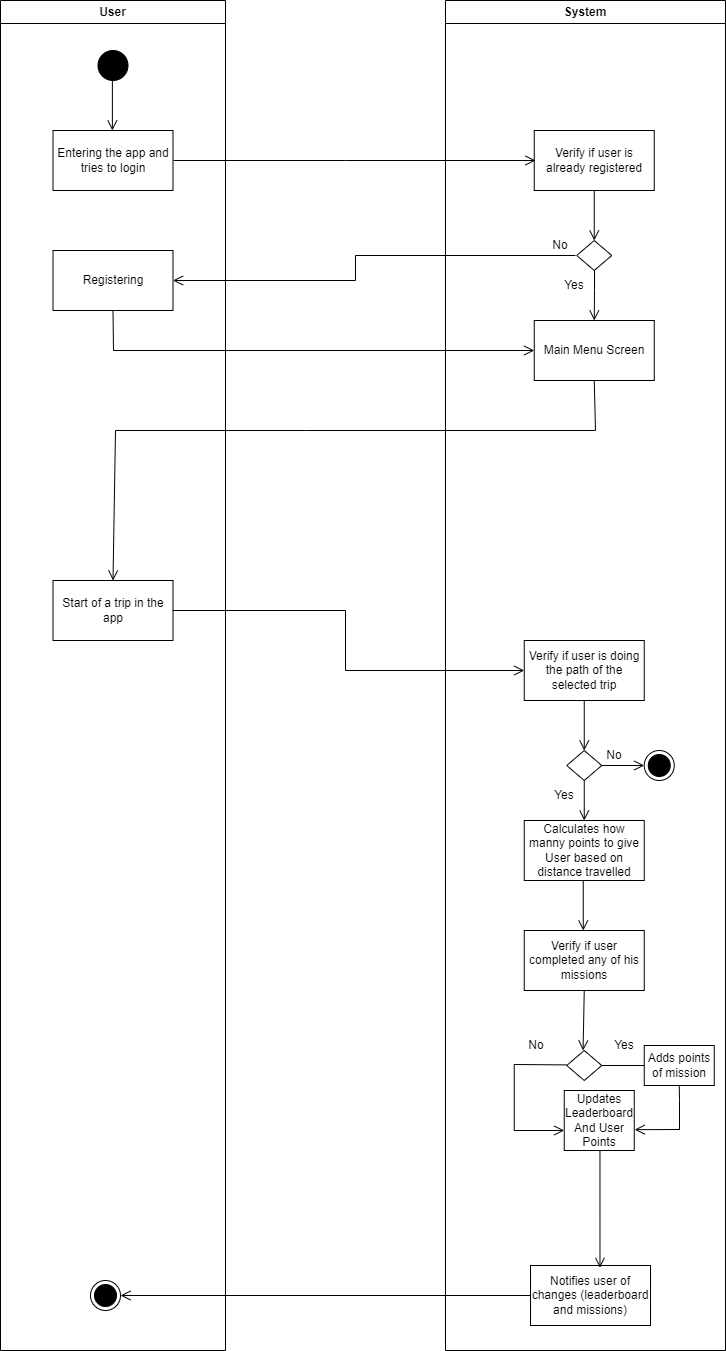 User
System
Entering the app and
tries to login
Verify if user is
already registered
No
Registering
Yes
Main Menu Screen
Start of a trip in the
app
Verify if user is doing
the path of the
selected trip
No
Yes
Calculates how
manny points to give
User based on
distance travelled
Verify if user
completed any of his
missions
No
Yes
Adds points
of mission
Updates
Leaderboard
And User
Points
Notifies user of
changes (leaderboard
and missions)